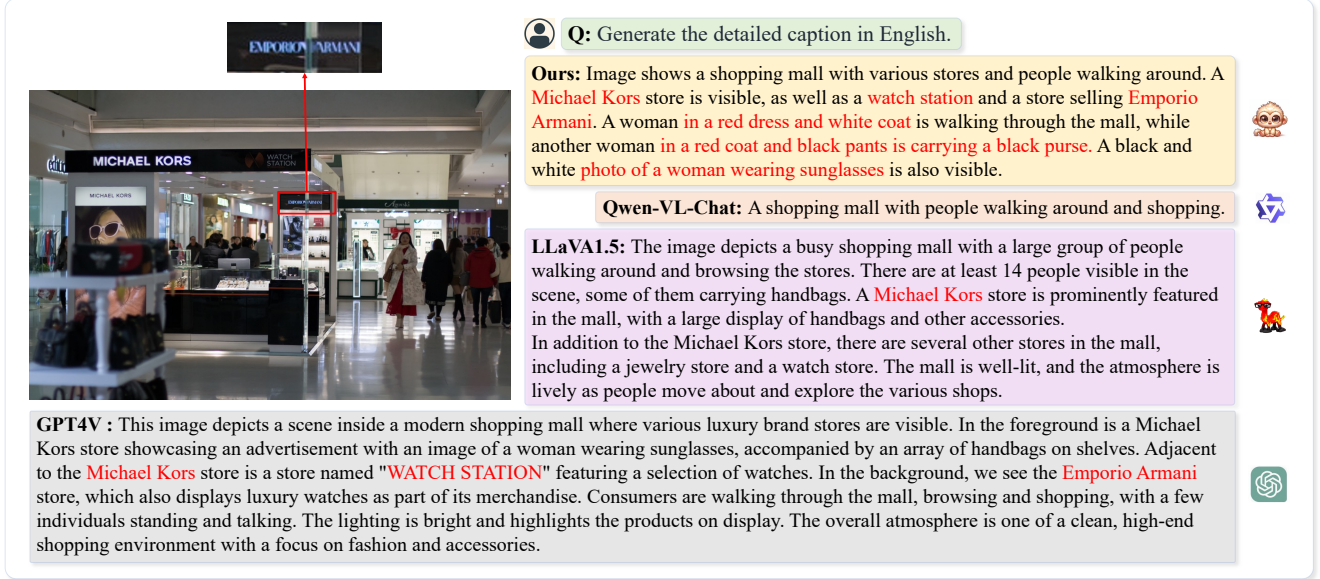 EMPORIO ARMANI
MICHAEL KORS
WATCH
STATION
MICHAEL KORS
EMPORIO ARMANI
Q: Generate the detailed caption in English.
Ours: Image shows a shopping mall with various stores and people walking around. A
Michael Kors store is visible, as well as a watch station and a store selling Emporio
Armani. A woman in a red dress and white coat is walking through the mall, while
another woman in a red coat and black pants is carrying a black purse. A black and
white photo of a woman wearing sunglasses is also visible.
Qwen-VL-Chat: A shopping mall with people walking around and shopping.
LLaVA1.5: The image depicts a busy shopping mall with a large group of people
walking around and browsing the stores. There are at least 14 people visible in the
scene, some of them carrying handbags. A Michael Kors store is prominently featured
in the mall, with a large display of handbags and other accessories.
In addition to the Michael Kors store, there are several other stores in the mall,
including a jewelry store and a watch store. The mall is well-lit, and the atmosphere is
lively as people move about and explore the various shops.
GPT4V : This image depicts a scene inside a modern shopping mall where various luxury brand stores are visible. In the foreground is a Michael
Kors store showcasing an advertisement with an image of a woman wearing sunglasses, accompanied by an array of handbags on shelves. Adjacent
to the Michael Kors store is a store named "WATCH STATION" featuring a selection of watches. In the background, we see the Emporio Armani
store, which also displays luxury watches as part of its merchandise. Consumers are walking through the mall, browsing and shopping, with a few
individuals standing and talking. The lighting is bright and highlights the products on display. The overall atmosphere is one of a clean, high-end
shopping environment with a focus on fashion and accessories.